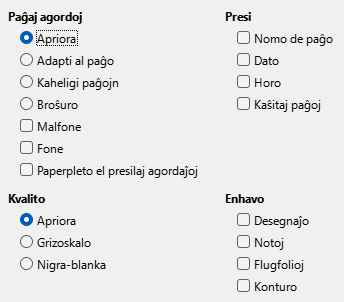 Paĝaj agordoj
Apriora
Adapti al paĝo
Kaheligi paĝojn
Broŝuro
Malfone
Fone
Paperpleto el presilaj agordaĵoj
Presi
Nomo de paĝo
Dato
Horo
Kaŝitaj paĝoj
Kvalito
Apriora
Grizoskalo
Nigra-blanka
Enhavo
Desegnaĵo
Notoj
Flugfolioj
Konturo